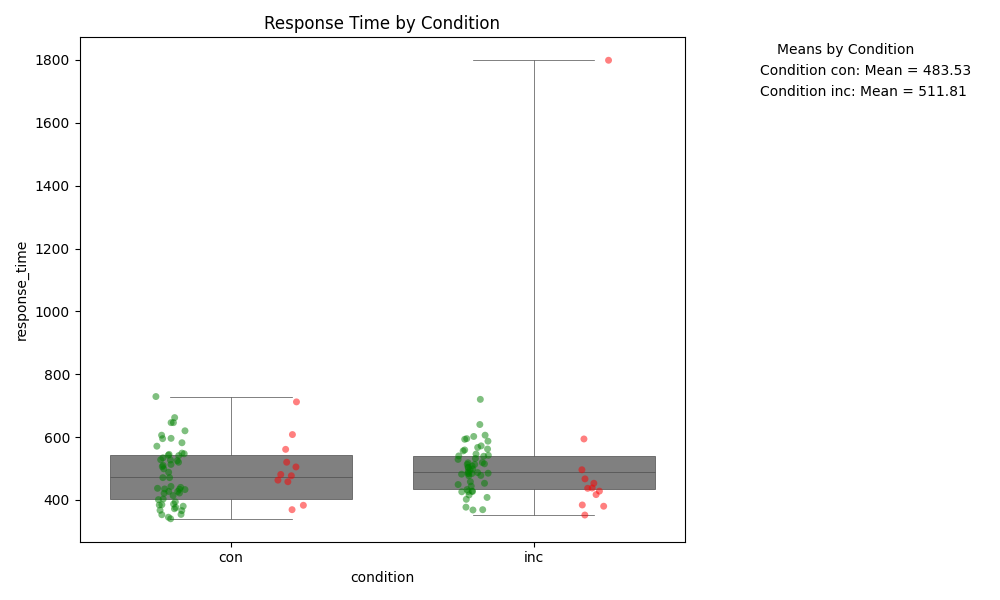 Response Time by Condition
Means by Condition
Condition con: Mean = 483.53
Condition inc: Mean = 511.81
response_time
1800
1600
1400
1200
1000
800
600
400
con
inc
condition